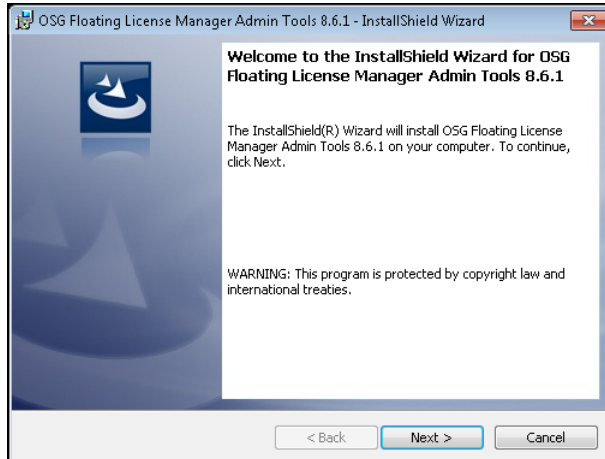 OSG Floating License Manager Admin Tools 8.6.1 - InstallShield Wizard
Welcome to the InstallShield Wizard for OSG
Floating License Manager Admin Tools 8.6.1
The InstallShield(R) Wizard will install OSG Floating License
Manager Admin Tools 8.6.1 on your computer. To continue,
click Next.
WARNING: This program is protected by copyright law and
international treaties.
< Back
Next >
Cancel